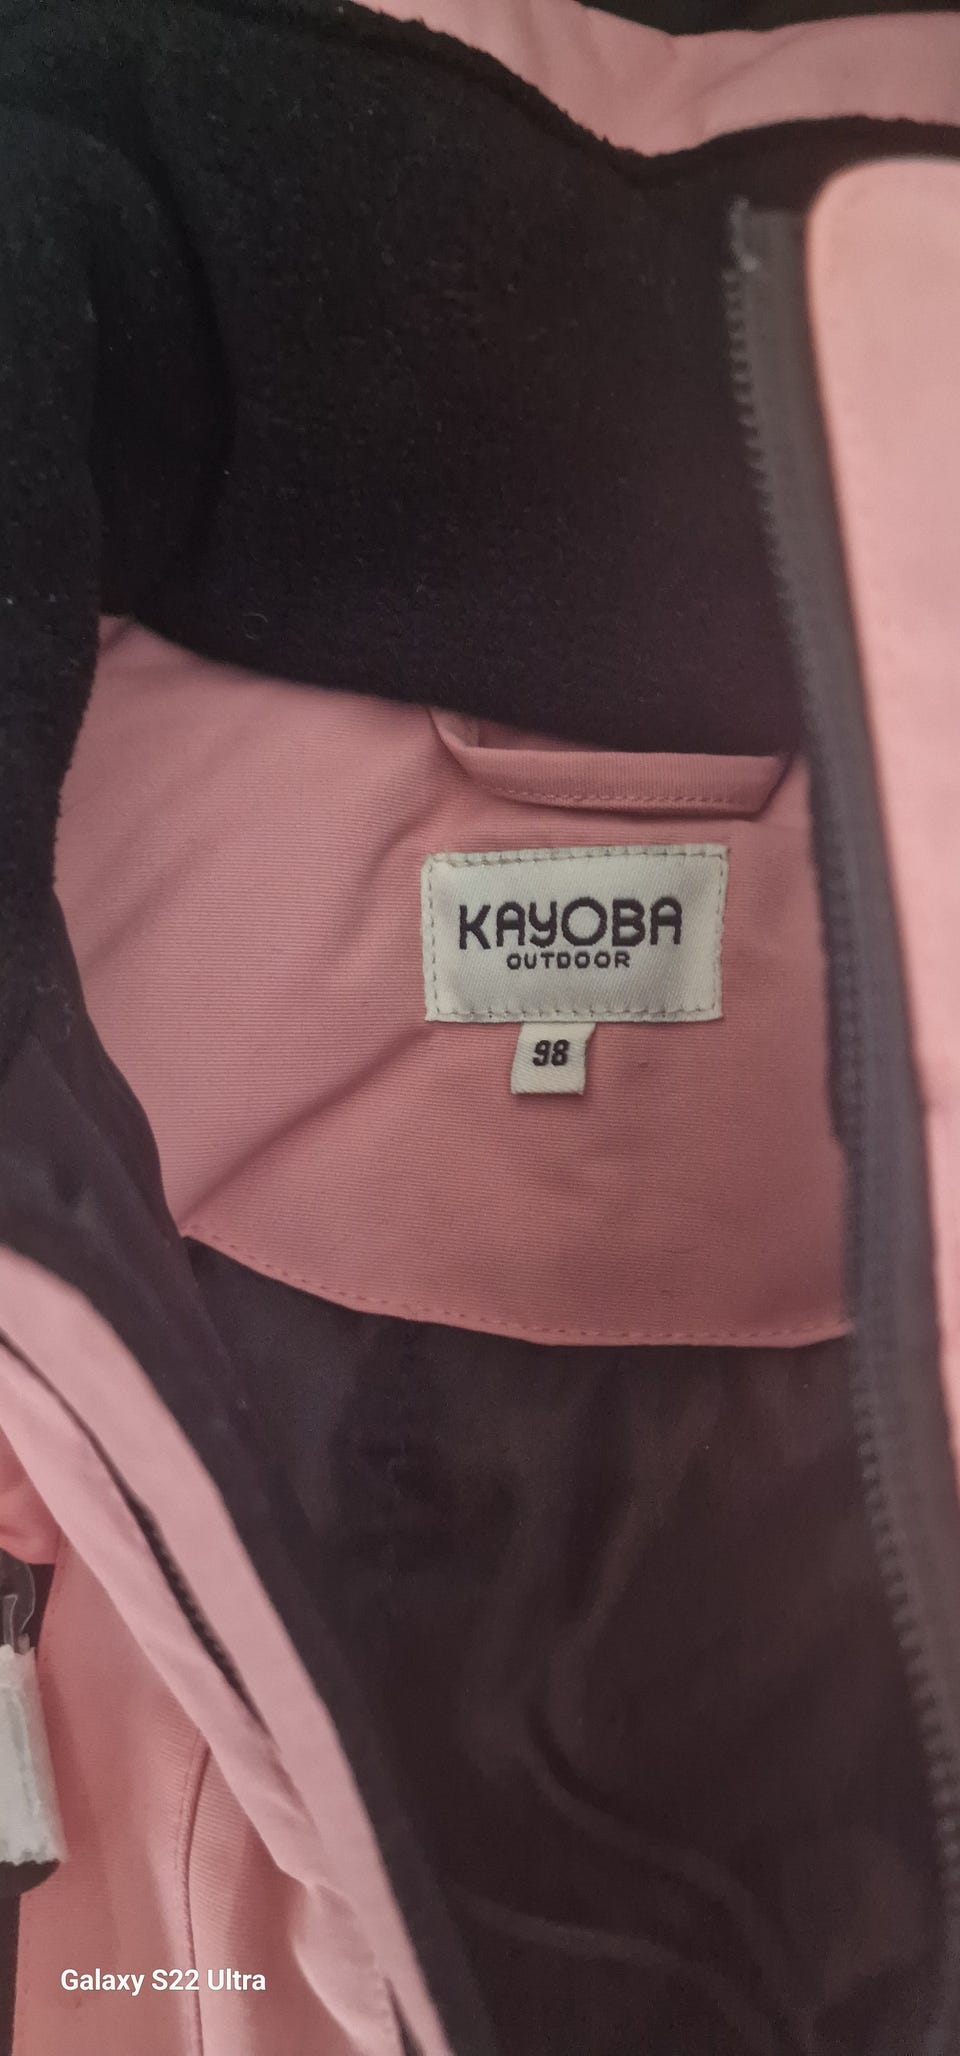 KAYOBA
OUTDOOR
98
Galaxy S22 Ultra